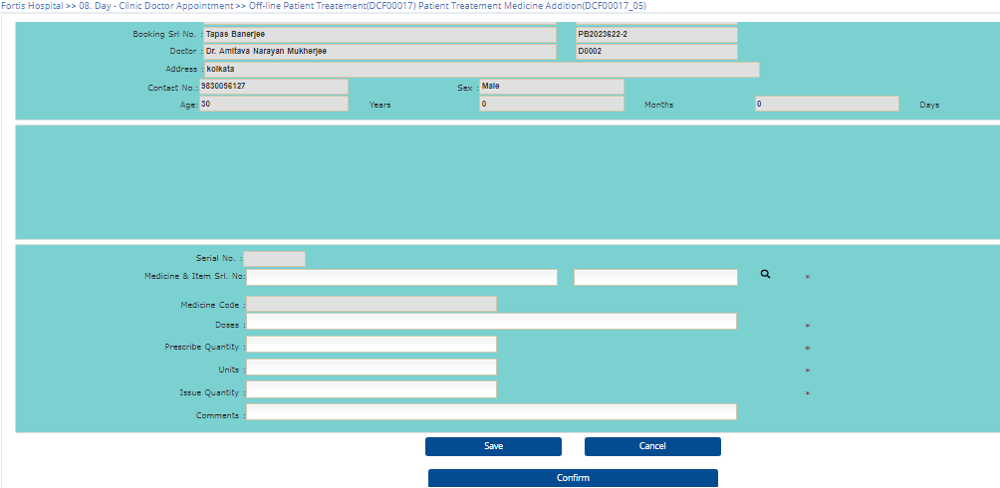 Fortis Hospital >> 08. Day - Clinic Doctor Appointment >> Off-line Patient Treatement(DCF00017) Patient Treatement Medicine Addition(DCF00017_05)
Booking Srl No. : Tapas Banerjee PB2023622-2
Doctor : Dr. Amitava Narayan Mukherjee D0002
Address : kolkata
Contact No.: 9830056127 Sex : Male
Age: 30 Years 0 Months 0 Days
Serial No. :
Medicine & Item Srl. No: *
Medicine Code :
Doses : *
Prescribe Quantity : *
Units : *
Issue Quantity : *
Comments :
Save Cancel
Confirm